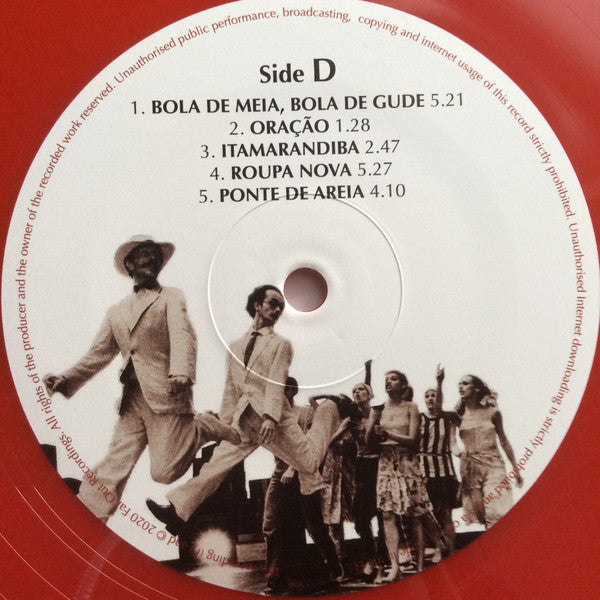 Side D
1. BOLA DE MEIA, BOLA DE GUDE 5.21
2. ORAÇÃO 1.28
3. ITAMARANDIBA 2.47
4. ROUPA NOVA 5.27
5. PONTE DE AREIA 4.10
© 2020 Far Out Recordings. All rights of the producer and the owner of the recorded work reserved. Unauthorised public performance, broadcasting, copying and internet usage of this record strictly prohibited. Unauthorised Internet downloading is strictly prohibited